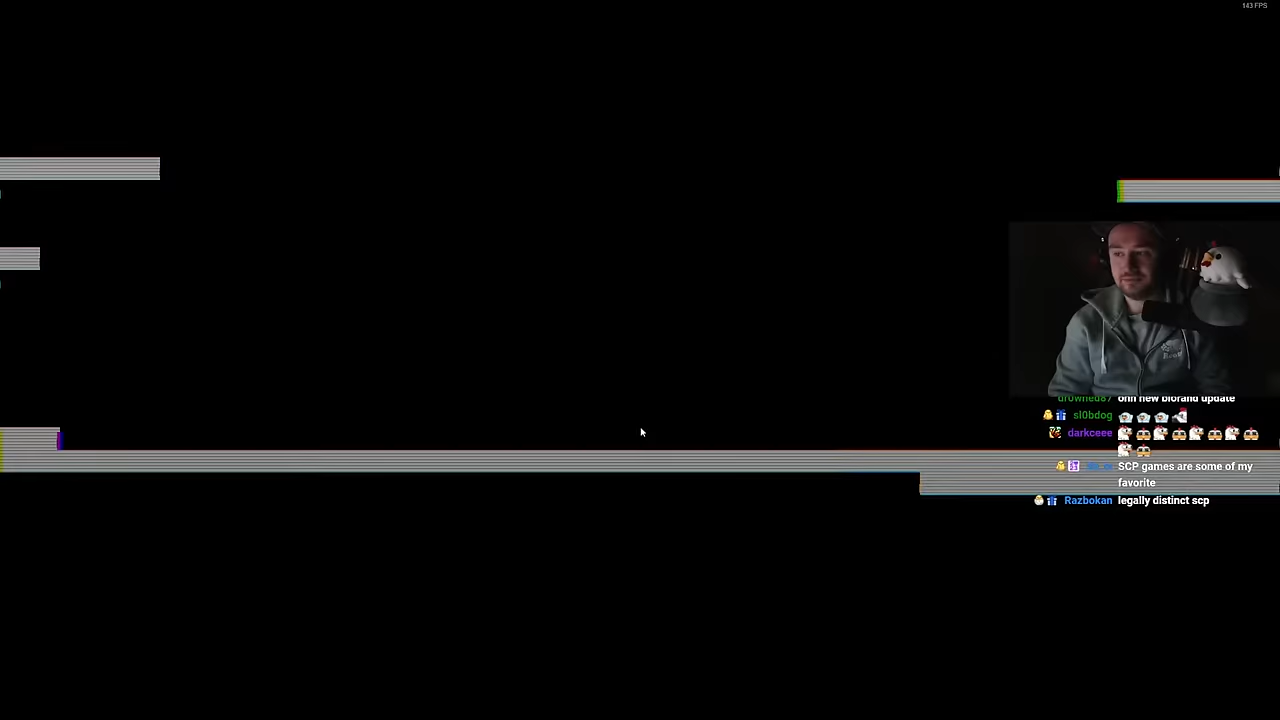 143 FPS
dr0wned87 ohh new biorand update
sl0bdog
darkceee
SCP games are some of my
favorite
Razbokan legally distinct scp